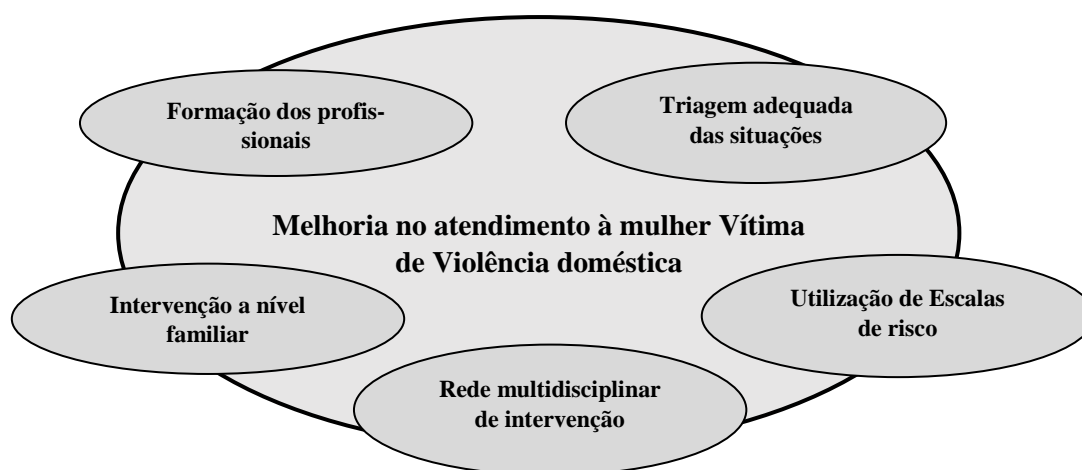 Formação dos profis-
sionais
Triagem adequada
das situações
Melhoria no atendimento à mulher Vítima
de Violência doméstica
Intervenção a nível
familiar
Utilização de Escalas
de risco
Rede multidisciplinar
de intervenção